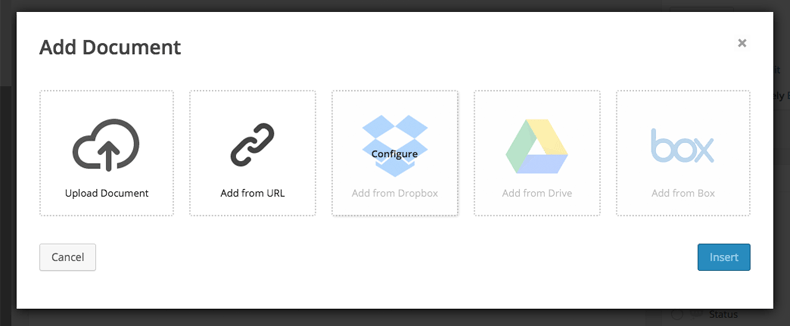 Add Document
×
Configure
Upload Document
Add from URL
Add from Dropbox
Add from Drive
box
Add from Box
Cancel
Insert
Status